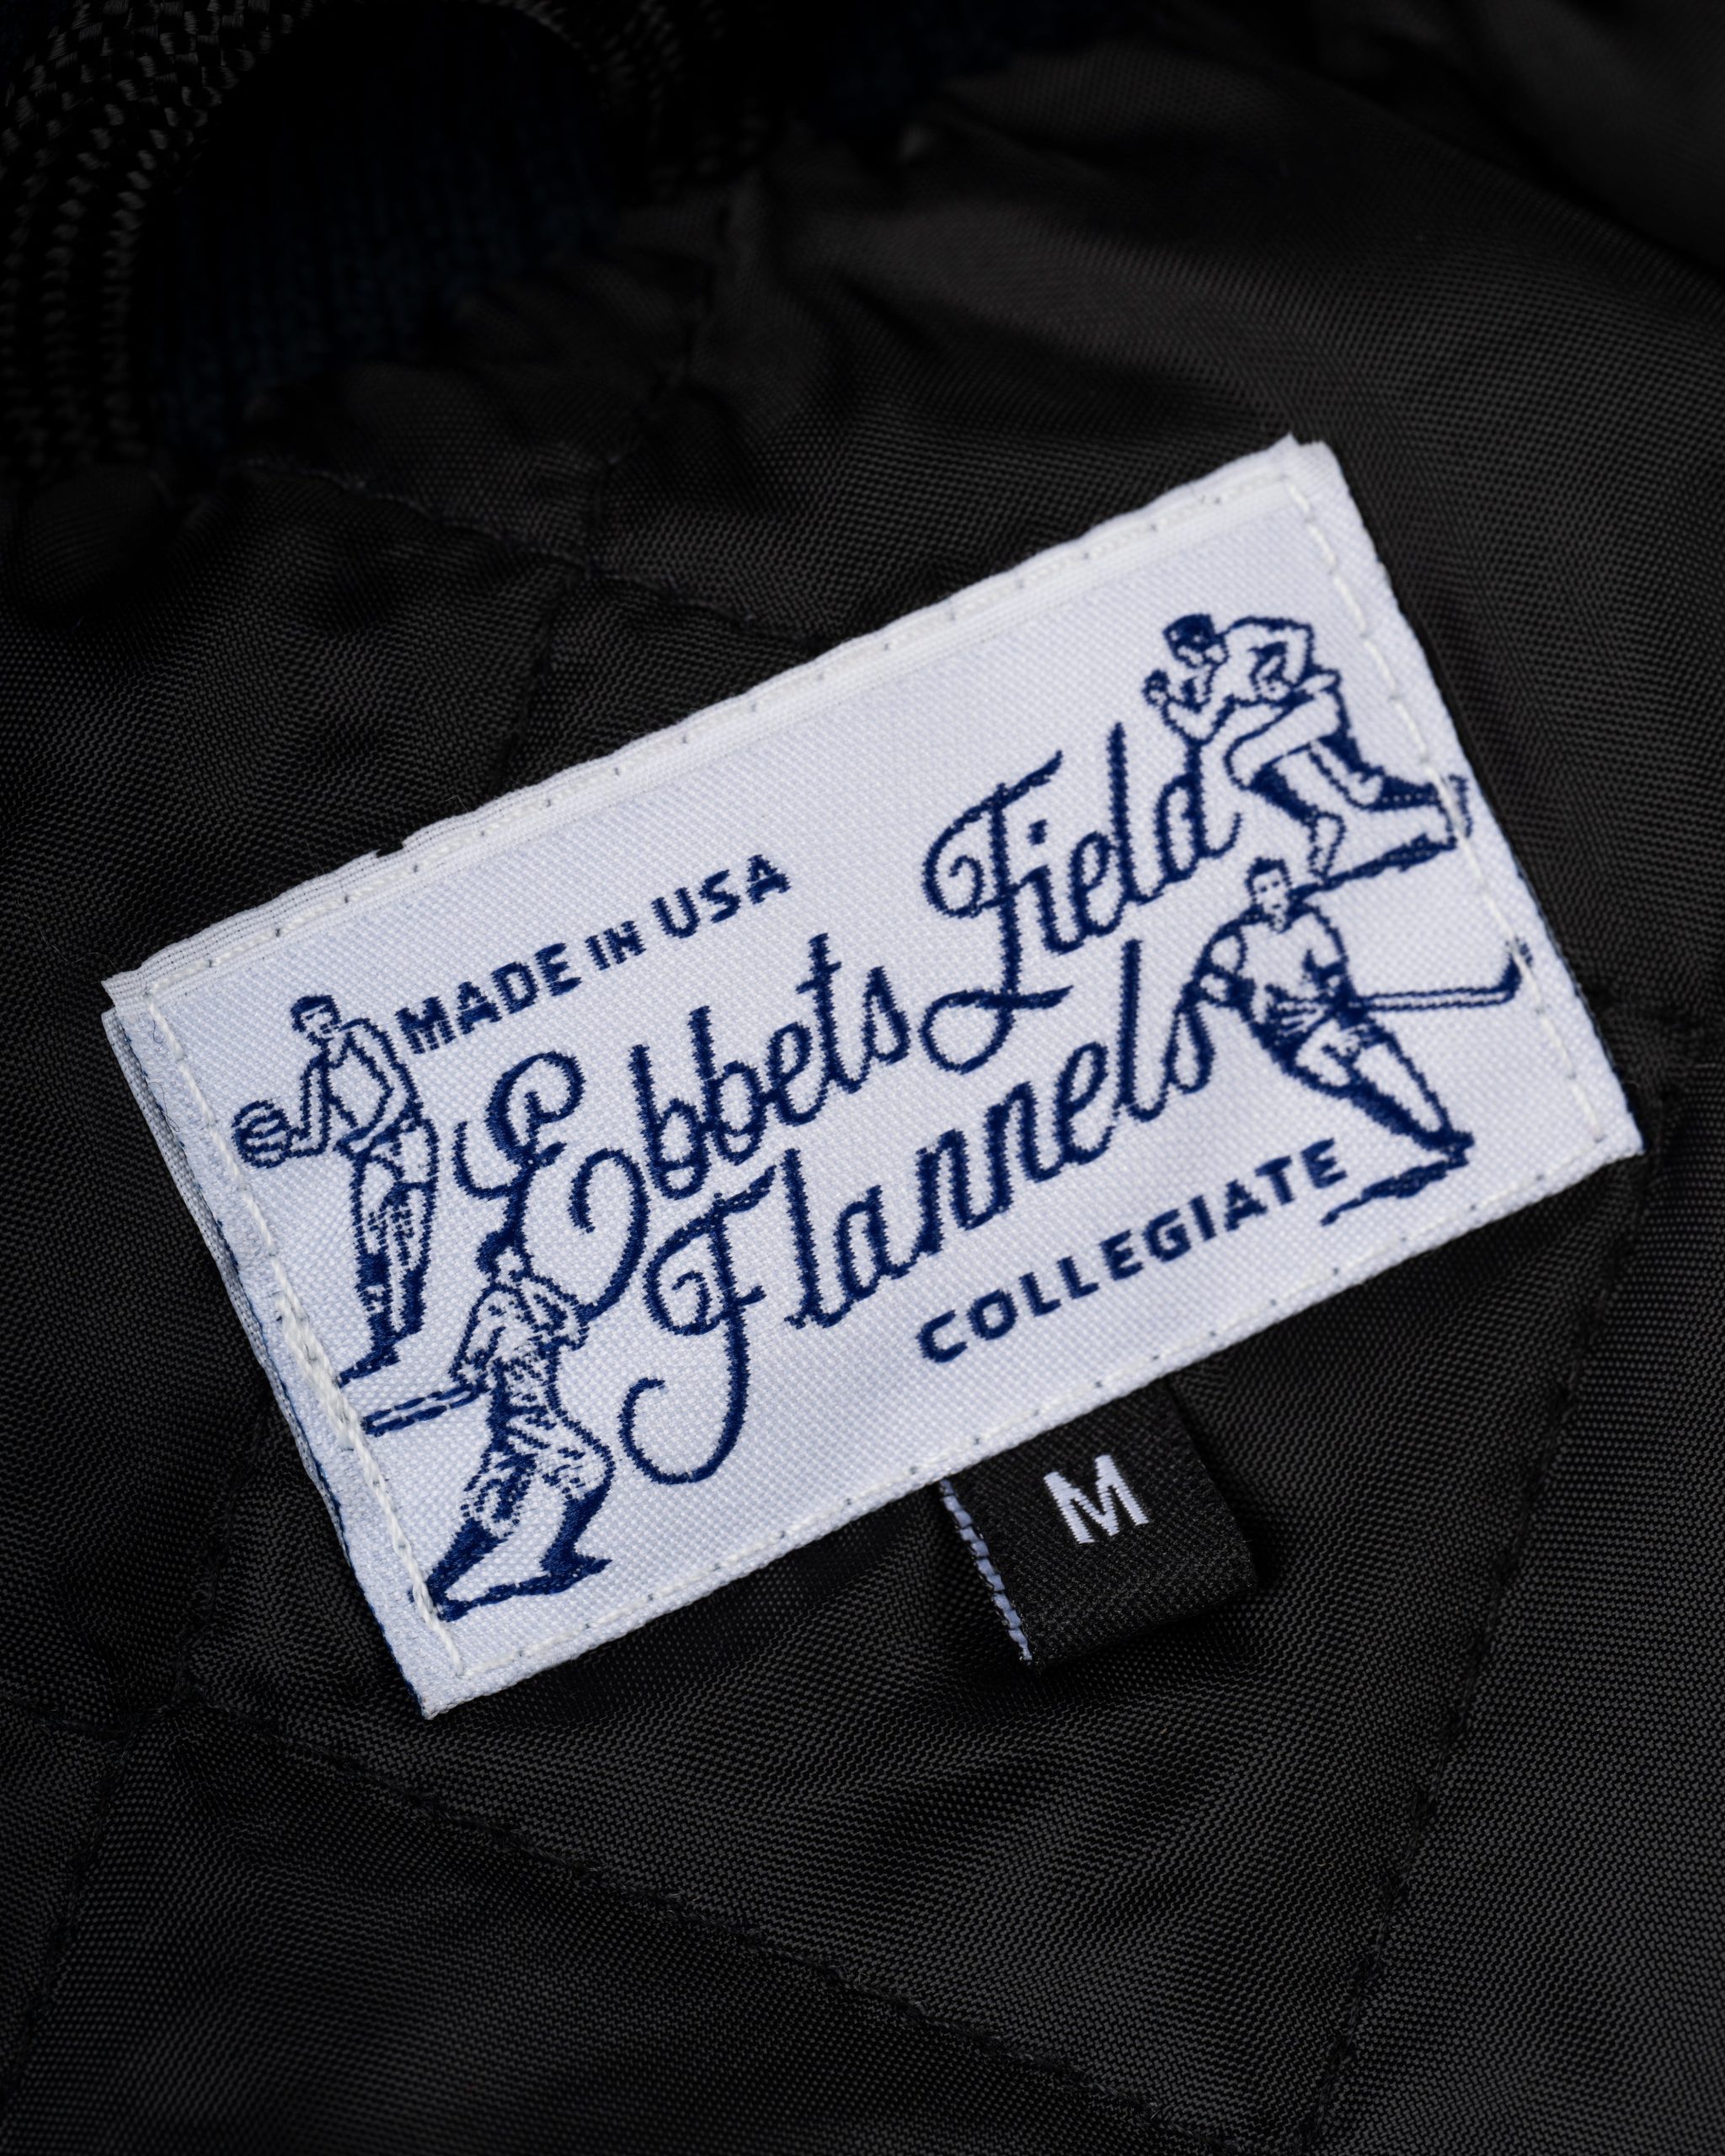 MADE IN USA
Ebbets Field
Flannels
COLLEGIATE
M